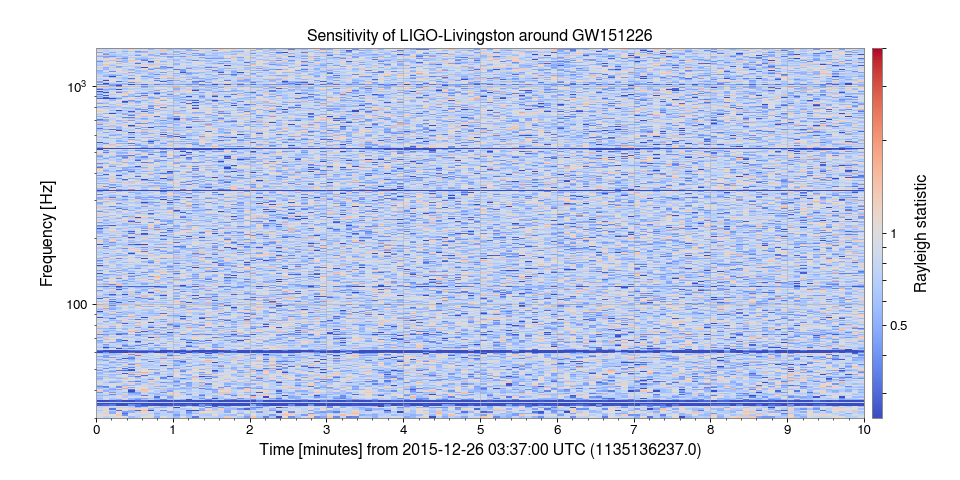 Sensitivity of LIGO-Livingston around GW151226
Frequency [Hz]
10³
100
0 1 2 3 4 5 6 7 8 9 10
Time [minutes] from 2015-12-26 03:37:00 UTC (1135136237.0)
1
0.5
Rayleigh statistic